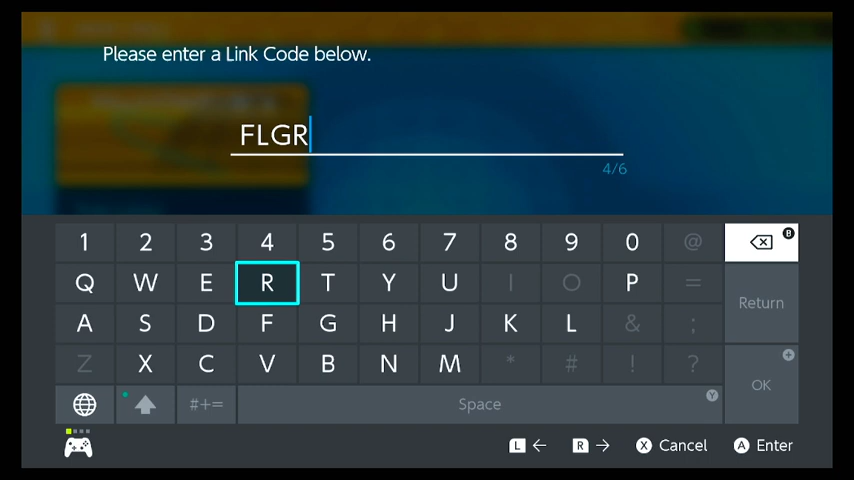 Please enter a Link Code below.
FLGR
4/6
1 2 3 4 5 6 7 8 9 0 @ B
Q W E R T Y U I O P = Return
A S D F G H J K L & ;
Z X C V B N M * # ! ? + OK
#+= Space Y
L ← R → X Cancel A Enter